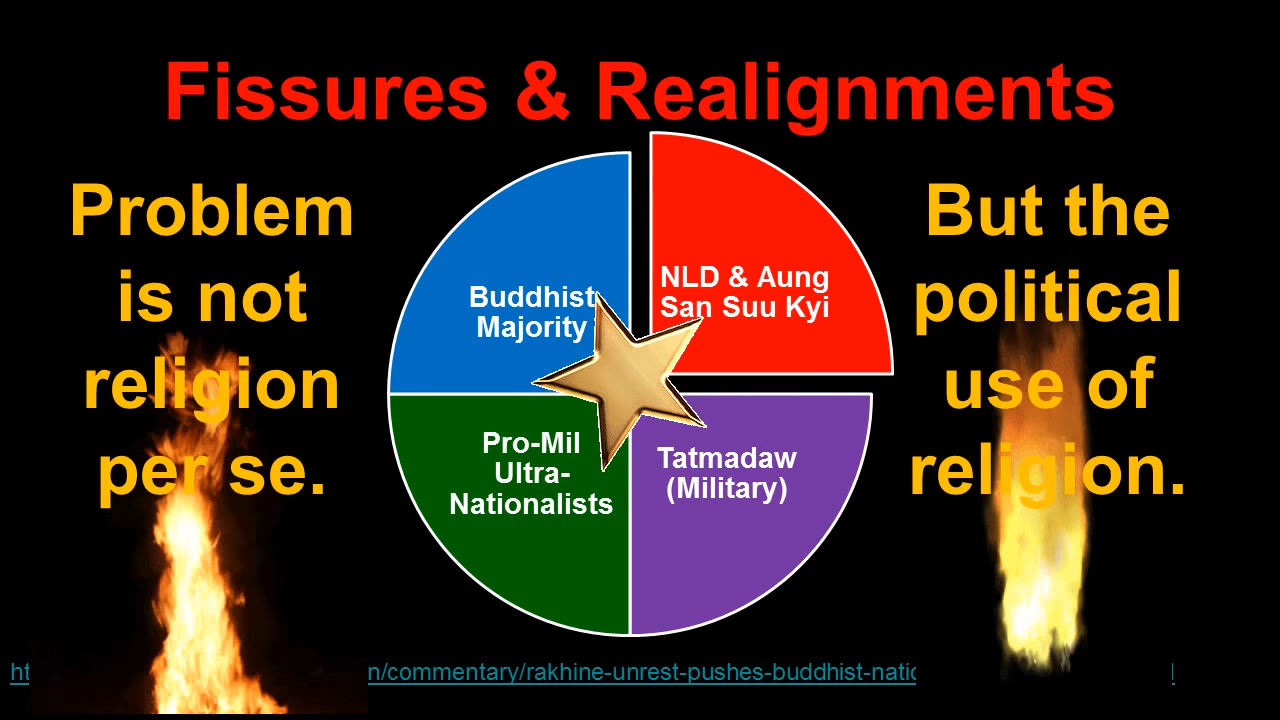 Fissures & Realignments
Problem
is not
religion
per se.
Buddhist
Majority
NLD & Aung
San Suu Kyi
Pro-Mil
Ultra-
Nationalists
Tatmadaw
(Military)
But the
political
use of
religion.
n/commentary/rakhine-unrest-pushes-buddhist-natio